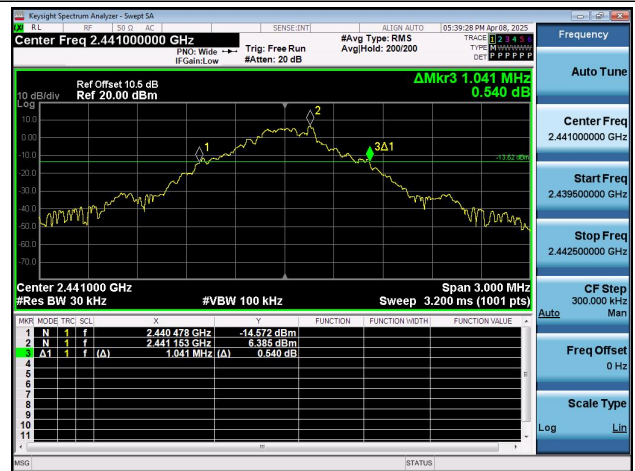 Keysight Spectrum Analyzer - Swept SA
RL RF 50 Ω AC SENSE:INT ALIGN AUTO 05:39:28 PM Apr 08, 2025
Center Freq 2.441000000 GHz
PNO: Wide
IFGain:Low
Trig: Free Run
#Atten: 20 dB
#Avg Type: RMS
Avg|Hold: 200/200
TRACE 1 2 3 4 5 6
TYPE M W W W W W
DET P P P P P P
Ref Offset 10.5 dB
10 dB/div Ref 20.00 dBm
Log
ΔMkr3 1.041 MHz
0.540 dB
10.0
0.00
-10.0
-20.0
-30.0
-40.0
-50.0
-60.0
-70.0
1
2
3Δ1
-13.62 dBm
Center 2.441000 GHz Span 3.000 MHz
#Res BW 30 kHz #VBW 100 kHz Sweep 3.200 ms (1001 pts)
MKR MODE TRC SCL X Y FUNCTION FUNCTION WIDTH FUNCTION VALUE
1 N 1 f 2.440 478 GHz -14.572 dBm
2 N 1 f 2.441 153 GHz 6.385 dBm
3 Δ1 1 f (Δ) 1.041 MHz (Δ) 0.540 dB
4
5
6
7
8
9
10
11
MSG STATUS
Frequency
Auto Tune
Center Freq
2.441000000 GHz
Start Freq
2.439500000 GHz
Stop Freq
2.442500000 GHz
CF Step
300.000 kHz
Auto Man
Freq Offset
0 Hz
Scale Type
Log Lin